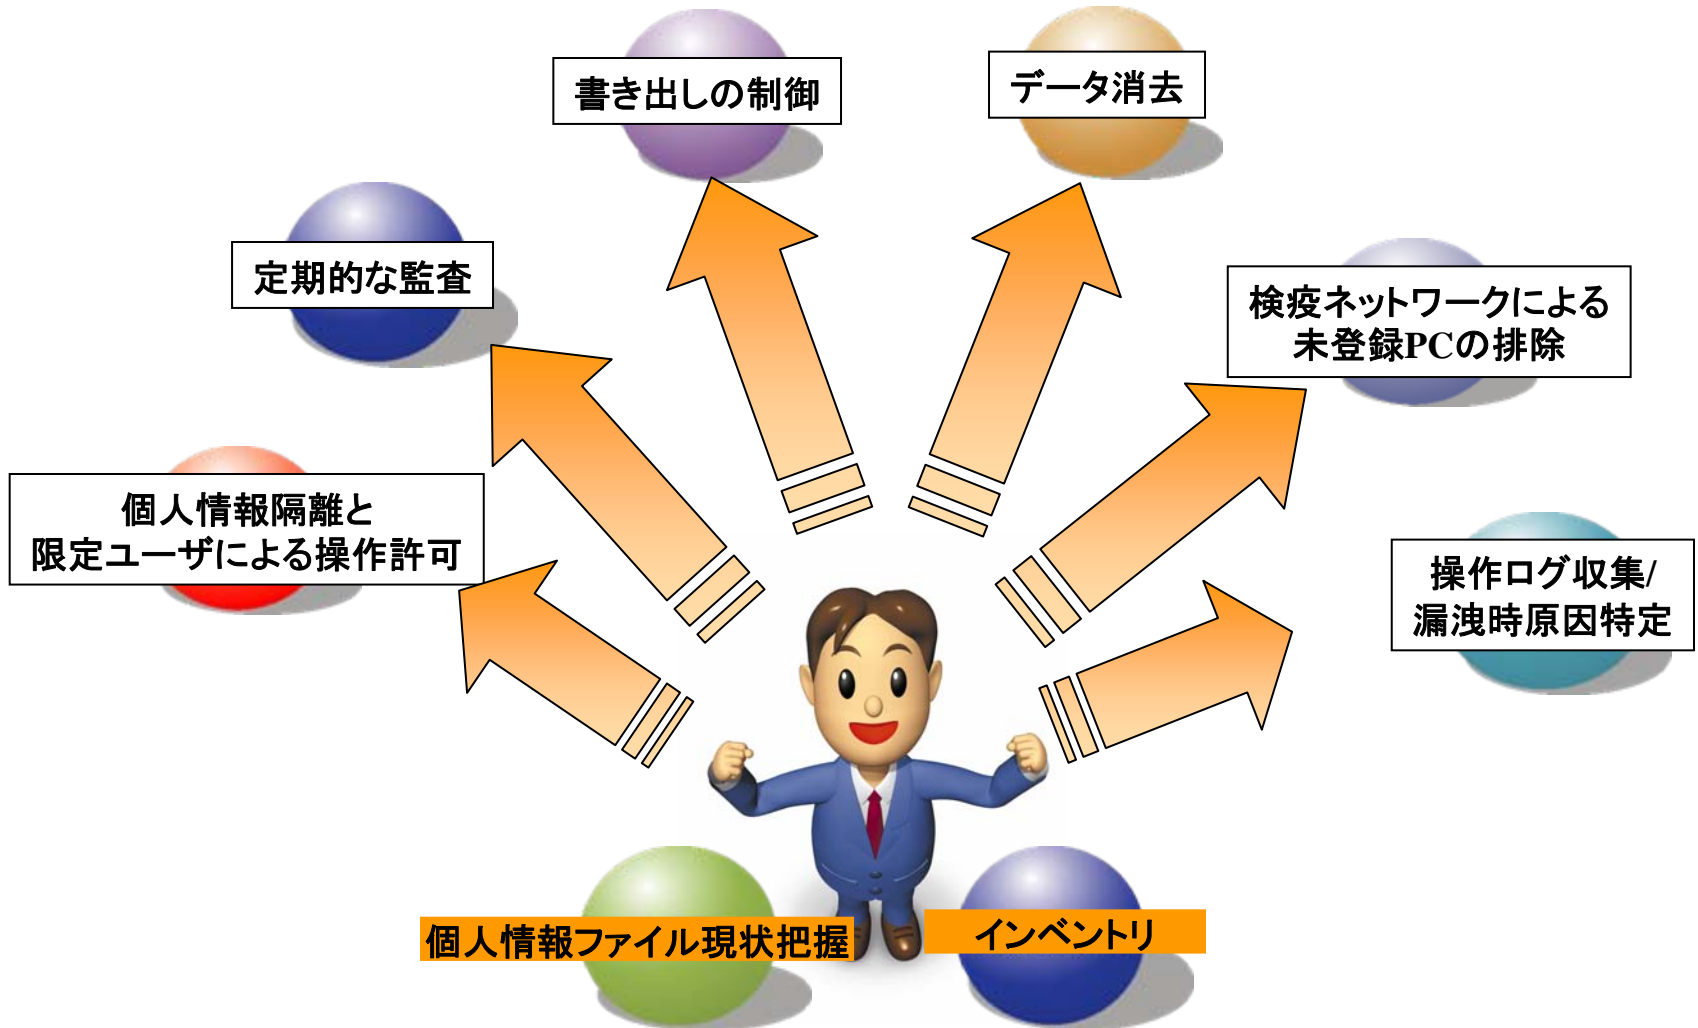 書き出しの制御
データ消去
定期的な監査
検疫ネットワークによる
未登録PCの排除
個人情報隔離と
限定ユーザによる操作許可
操作ログ収集/
漏洩時原因特定
個人情報ファイル現状把握
インベントリ